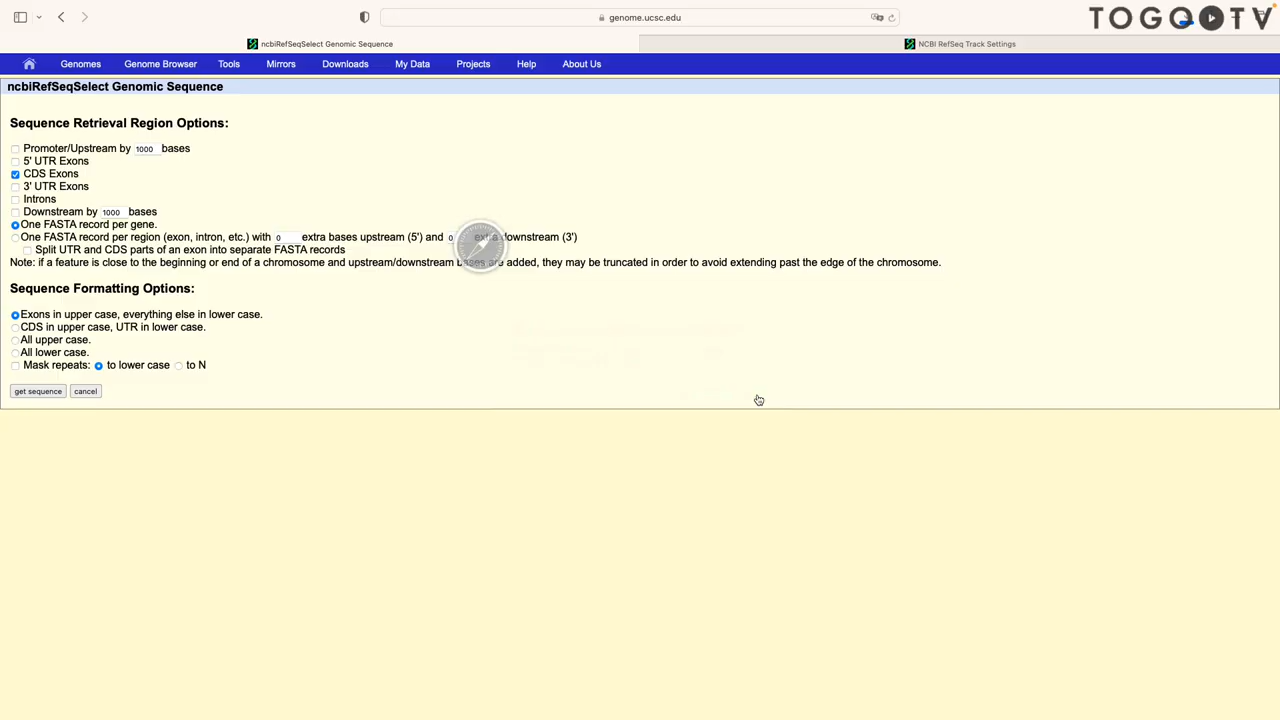 genome.ucsc.edu
TOGOTV
ncbiRefSeqSelect Genomic Sequence
NCBI RefSeq Track Settings
Genomes Genome Browser Tools Mirrors Downloads My Data Projects Help About Us
ncbiRefSeqSelect Genomic Sequence
Sequence Retrieval Region Options:
Promoter/Upstream by 1000 bases
5' UTR Exons
CDS Exons
3' UTR Exons
Introns
Downstream by 1000 bases
One FASTA record per gene.
One FASTA record per region (exon, intron, etc.) with 0 extra bases upstream (5') and 0 extra downstream (3')
Split UTR and CDS parts of an exon into separate FASTA records
Note: if a feature is close to the beginning or end of a chromosome and upstream/downstream bases are added, they may be truncated in order to avoid extending past the edge of the chromosome.
Sequence Formatting Options:
Exons in upper case, everything else in lower case.
CDS in upper case, UTR in lower case.
All upper case.
All lower case.
Mask repeats: to lower case to N
get sequence cancel